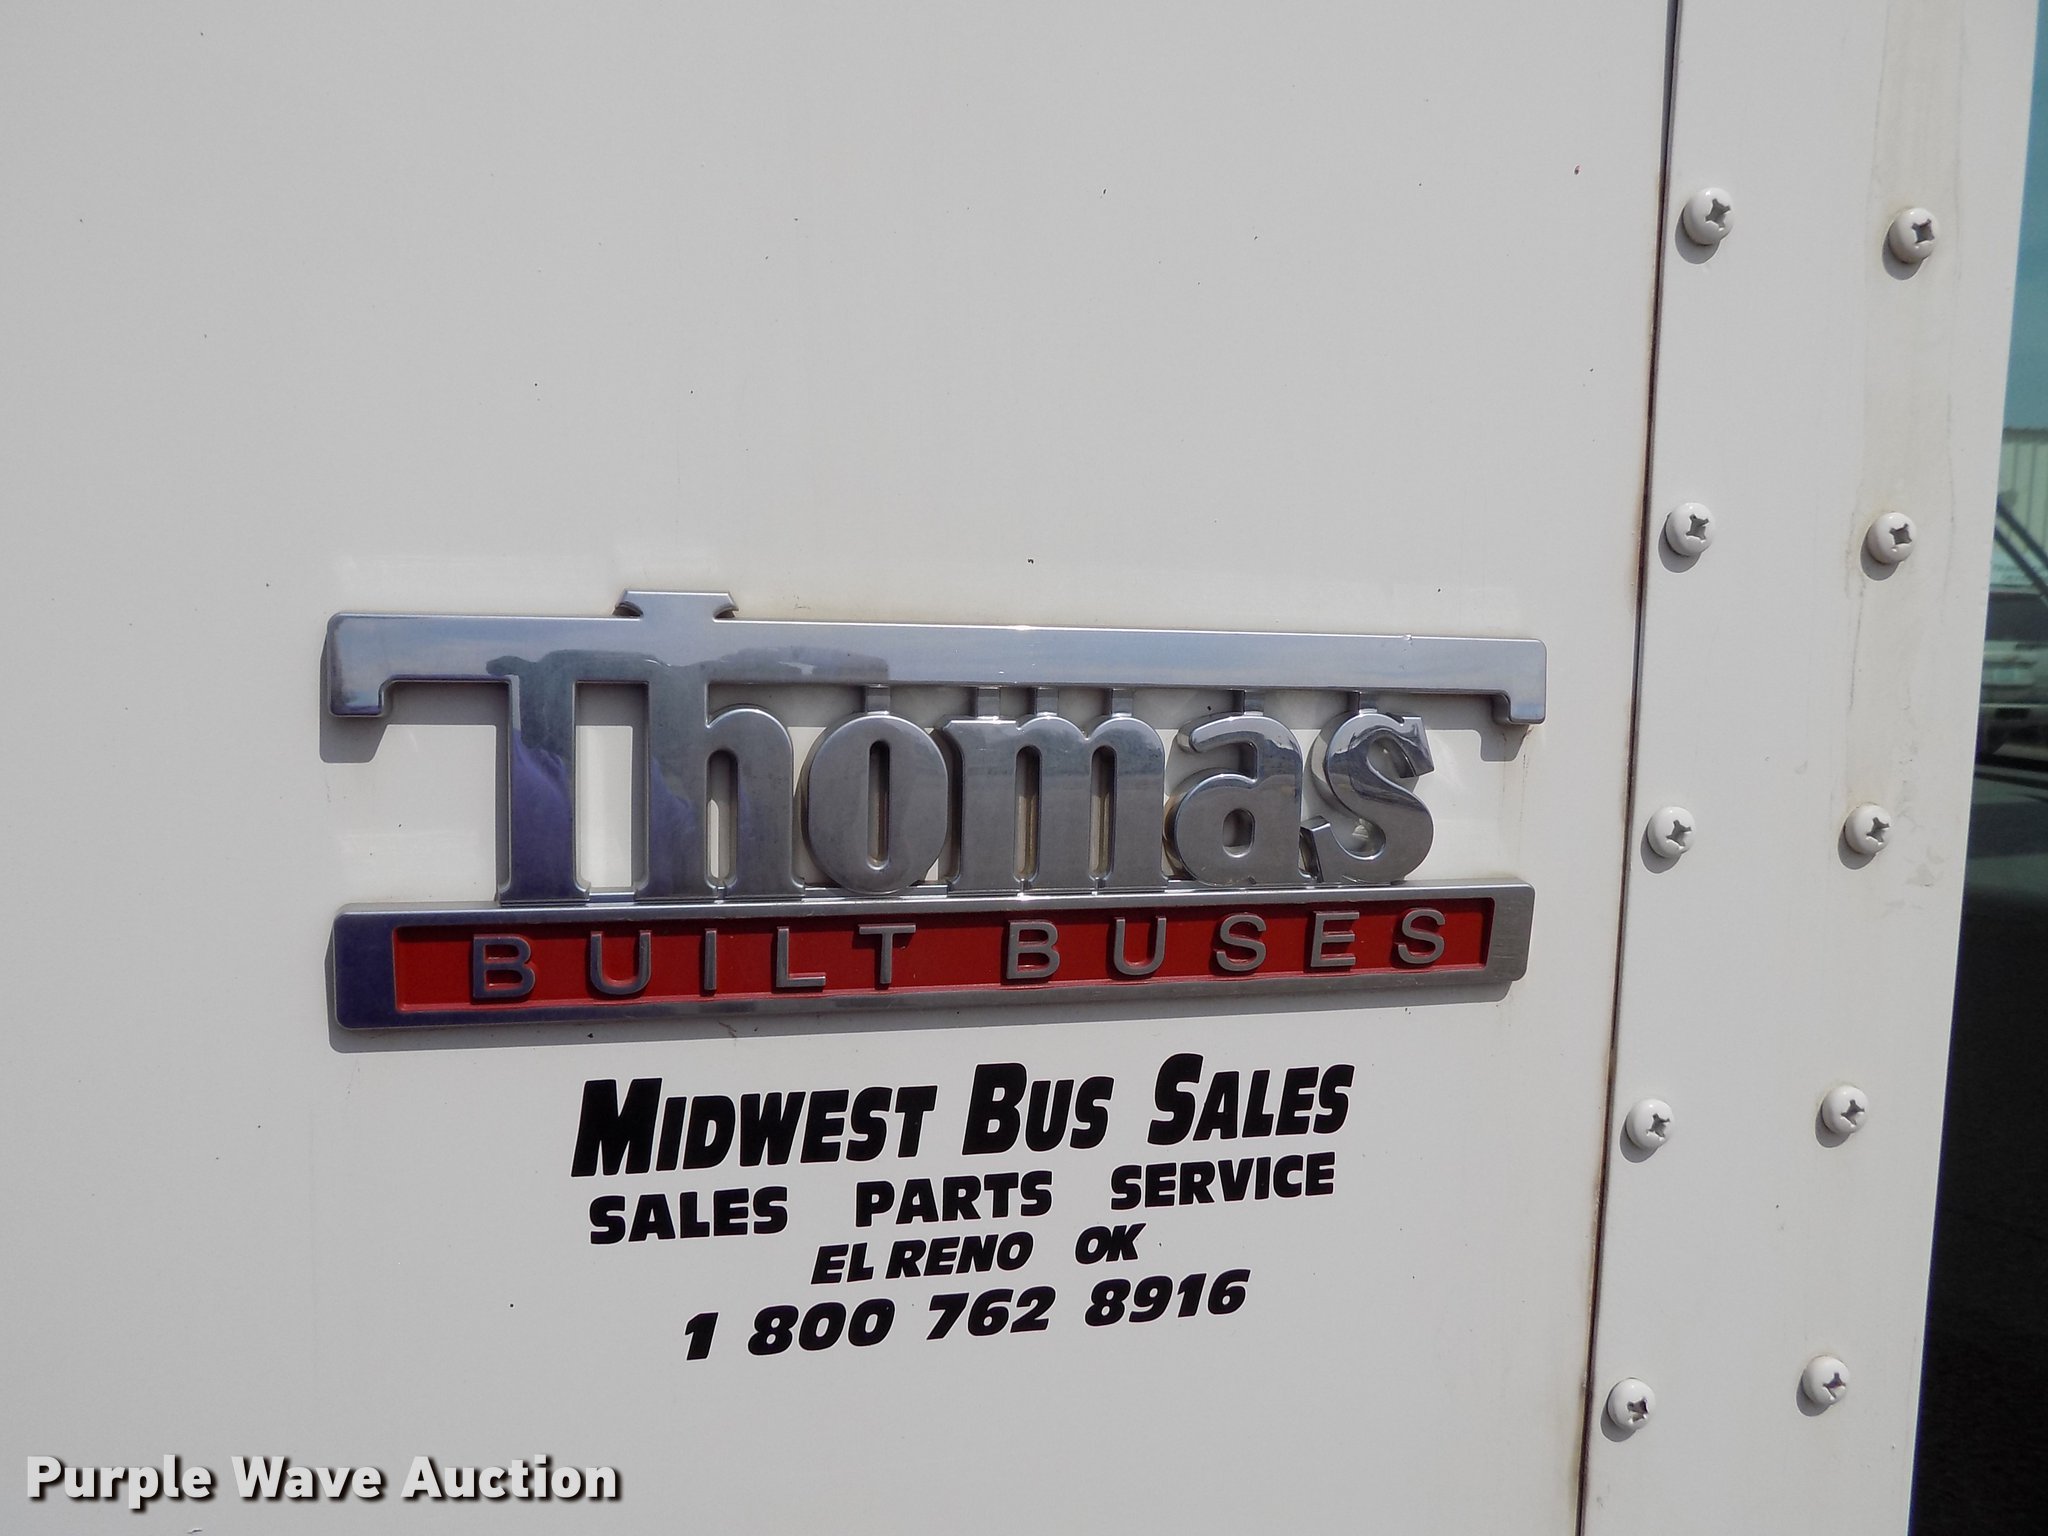 Thomas
BUILT BUSES
MIDWEST BUS SALES
SALES PARTS SERVICE
EL RENO OK
1 800 762 8916
Purple Wave Auction